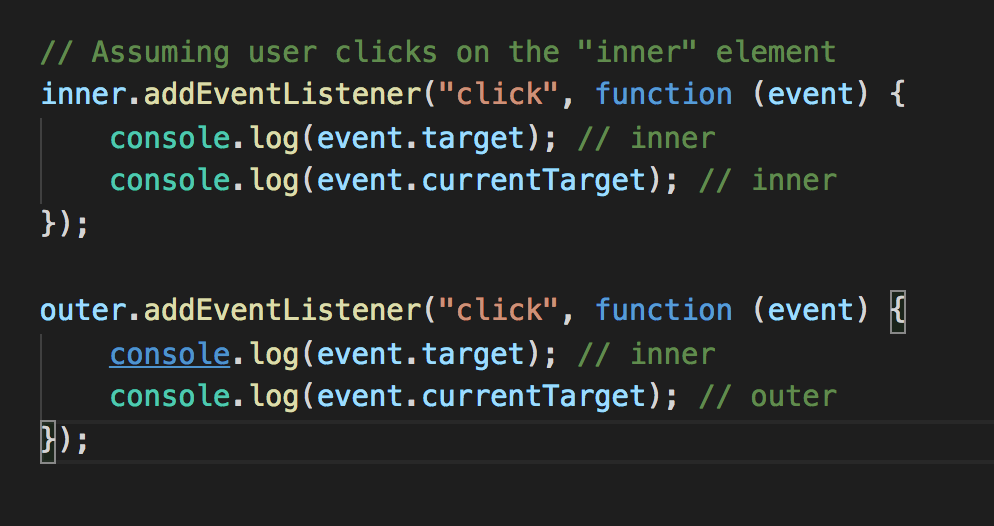 // Assuming user clicks on the "inner" element
inner.addEventListener("click", function (event) {
    console.log(event.target); // inner
    console.log(event.currentTarget); // inner
});

outer.addEventListener("click", function (event) {
    console.log(event.target); // inner
    console.log(event.currentTarget); // outer
});